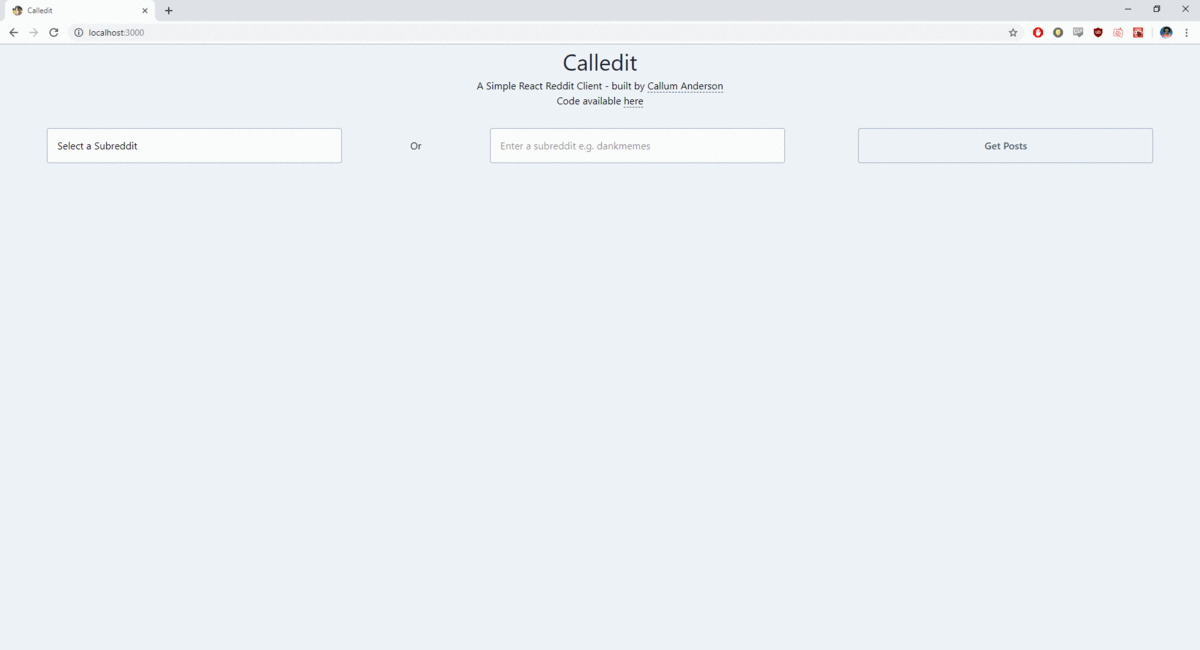 Calledit
localhost:3000
Calledit
A Simple React Reddit Client - built by Callum Anderson
Code available here
Select a Subreddit
Or
Enter a subreddit e.g. dankmemes
Get Posts